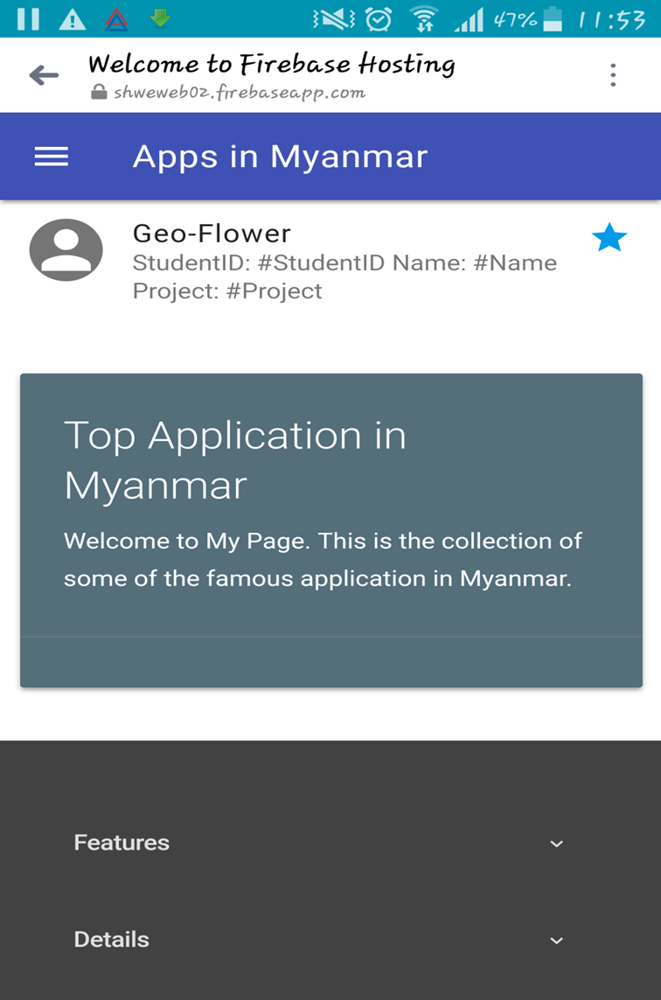 47% 11:53
Welcome to Firebase Hosting
shweweb02.firebaseapp.com
Apps in Myanmar
Geo-Flower
StudentID: #StudentID Name: #Name
Project: #Project
Top Application in
Myanmar
Welcome to My Page. This is the collection of
some of the famous application in Myanmar.
Features
Details